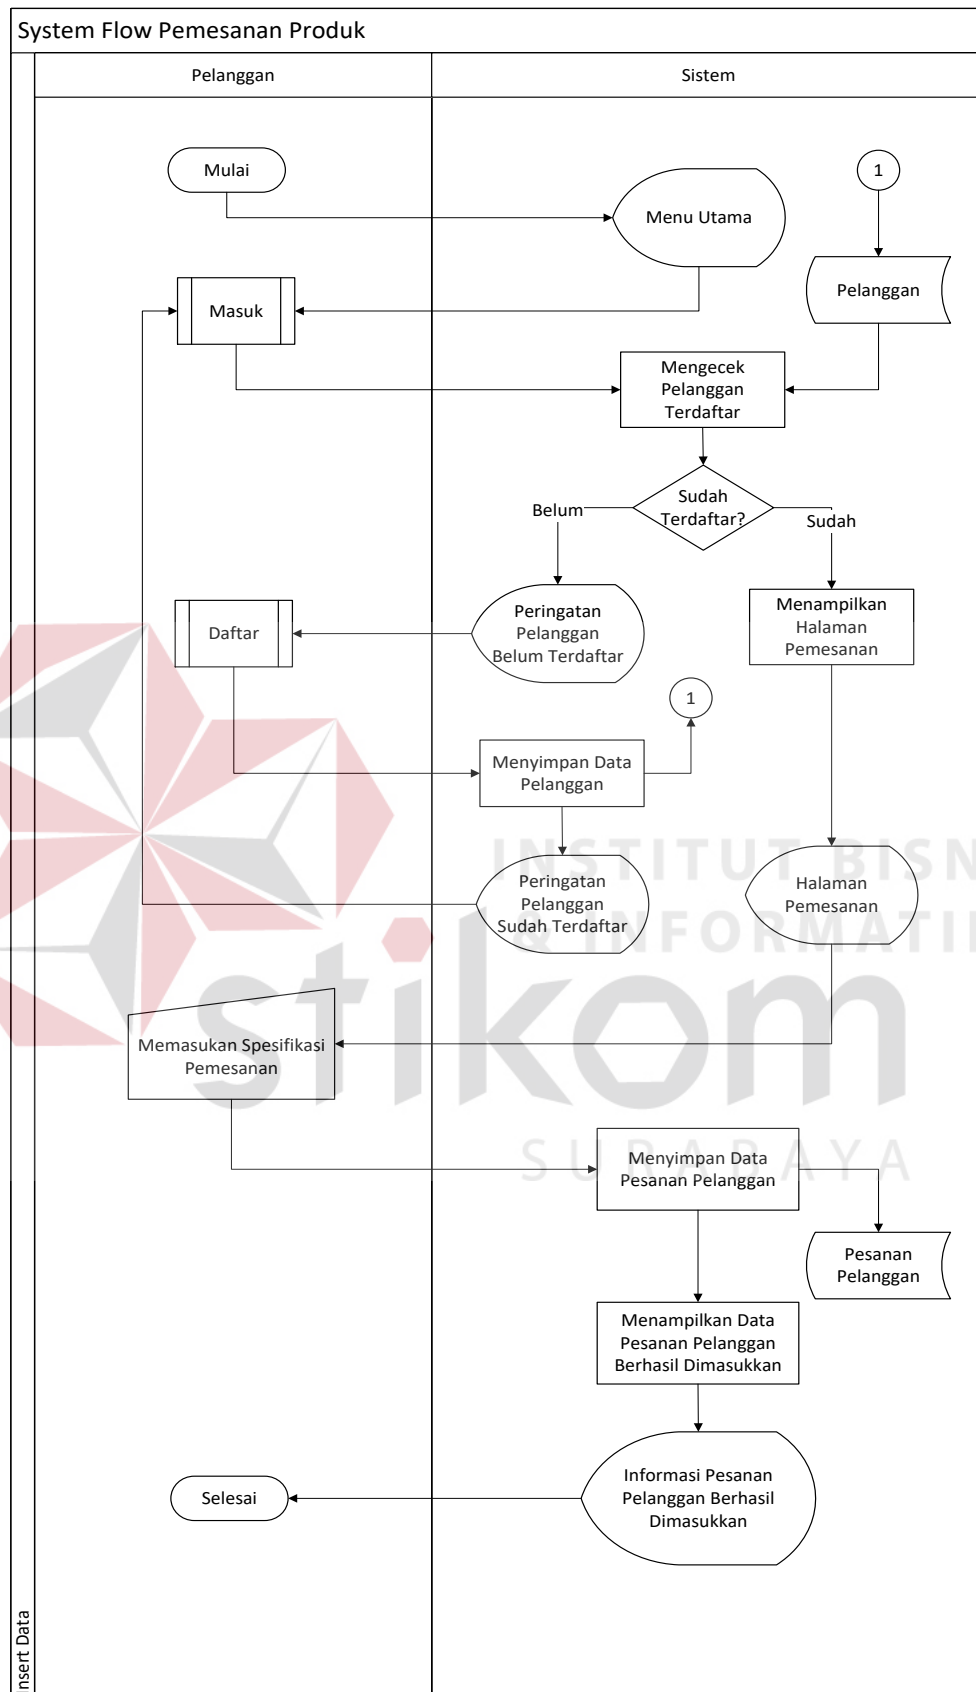 System Flow Pemesanan Produk
Pelanggan
Sistem
Mulai
1
Menu Utama
Pelanggan
Masuk
Mengecek
Pelanggan
Terdaftar
Sudah
Terdaftar?
Belum
Sudah
Peringatan
Pelanggan
Belum Terdaftar
Menampilkan
Halaman
Pemesanan
Daftar
1
Menyimpan Data
Pelanggan
INSTITUT BISN
& INFORMATI
Peringatan
Pelanggan
Sudah Terdaftar
Halaman
Pemesanan
stikom
SURABAYA
Memasukan Spesifikasi
Pemesanan
Menyimpan Data
Pesanan Pelanggan
Pesanan
Pelanggan
Menampilkan Data
Pesanan Pelanggan
Berhasil Dimasukkan
Informasi Pesanan
Pelanggan Berhasil
Dimasukkan
Selesai
Insert Data